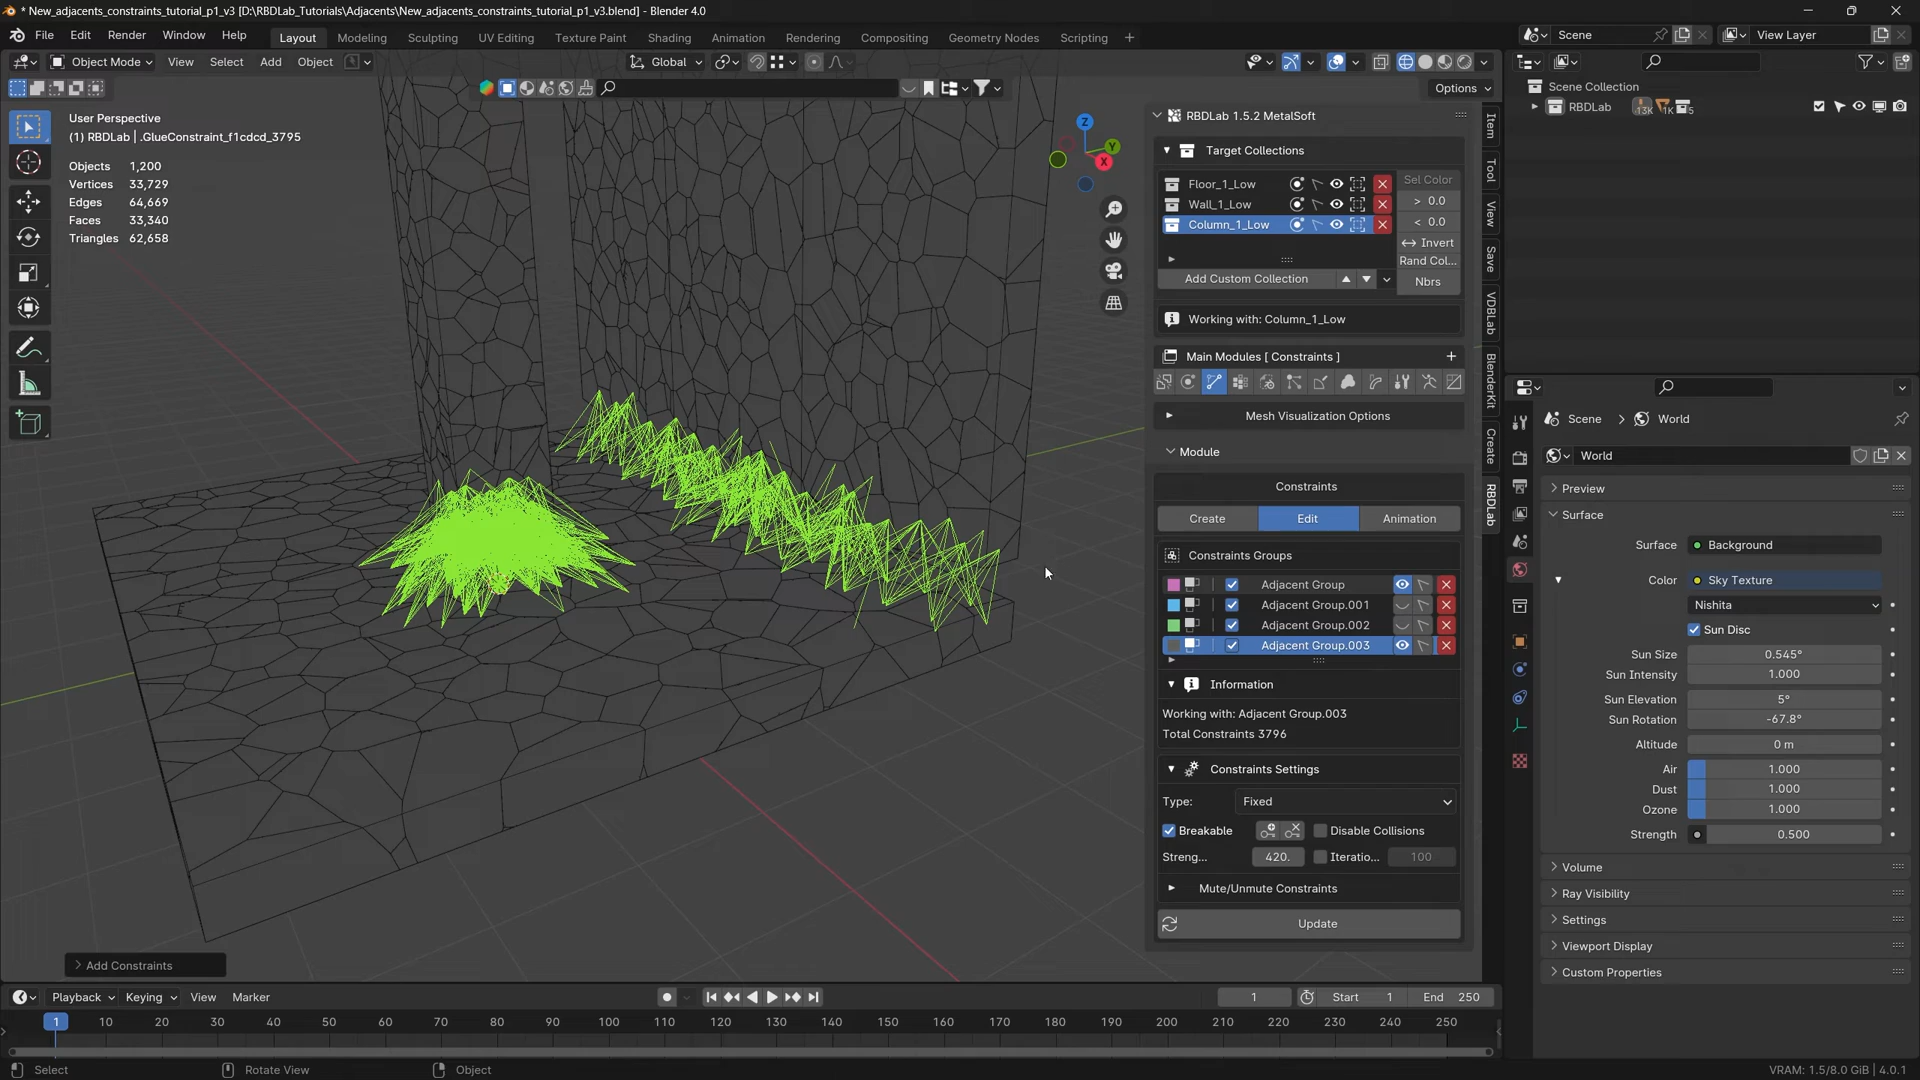 * New_adjacents_constraints_tutorial_p1_v3 [D:\RBDLab_Tutorials\Adjacents\New_adjacents_constraints_tutorial_p1_v3.blend] - Blender 4.0
File Edit Render Window Help
Layout Modeling Sculpting UV Editing Texture Paint Shading Animation Rendering Compositing Geometry Nodes Scripting +
Scene View Layer
Object Mode View Select Add Object Global
Options
User Perspective
(1) RBDLab | .GlueConstraint_f1cdcd_3795
Objects 1,200
Vertices 33,729
Edges 64,669
Faces 33,340
Triangles 62,658
Z
Y
X
RBDLab 1.5.2 MetalSoft
Target Collections
Floor_1_Low
Wall_1_Low
Column_1_Low
Sel Color
> 0.0
< 0.0
Invert
Rand Col...
Nbrs
Add Custom Collection
Working with: Column_1_Low
Main Modules [ Constraints ] +
Mesh Visualization Options
Module
Constraints
Create Edit Animation
Constraints Groups
Adjacent Group
Adjacent Group.001
Adjacent Group.002
Adjacent Group.003
Information
Working with: Adjacent Group.003
Total Constraints 3796
Constraints Settings
Type: Fixed
Breakable Disable Collisions
Streng... 420. Iteratio... 100
Mute/Unmute Constraints
Update
Item
Tool
View
Save
VDBLab
BlenderKit
Create
RBDLab
Scene Collection
RBDLab 13K 1K 5
Scene > World
World
Preview
Surface
Surface Background
Color Sky Texture
Nishita
Sun Disc
Sun Size 0.545°
Sun Intensity 1.000
Sun Elevation 5°
Sun Rotation -67.8°
Altitude 0 m
Air 1.000
Dust 1.000
Ozone 1.000
Strength 0.500
Volume
Ray Visibility
Settings
Viewport Display
Custom Properties
Add Constraints
Playback Keying View Marker
1 Start 1 End 250
1 10 20 30 40 50 60 70 80 90 100 110 120 130 140 150 160 170 180 190 200 210 220 230 240 250
Select Rotate View Object
VRAM: 1.5/8.0 GiB | 4.0.1